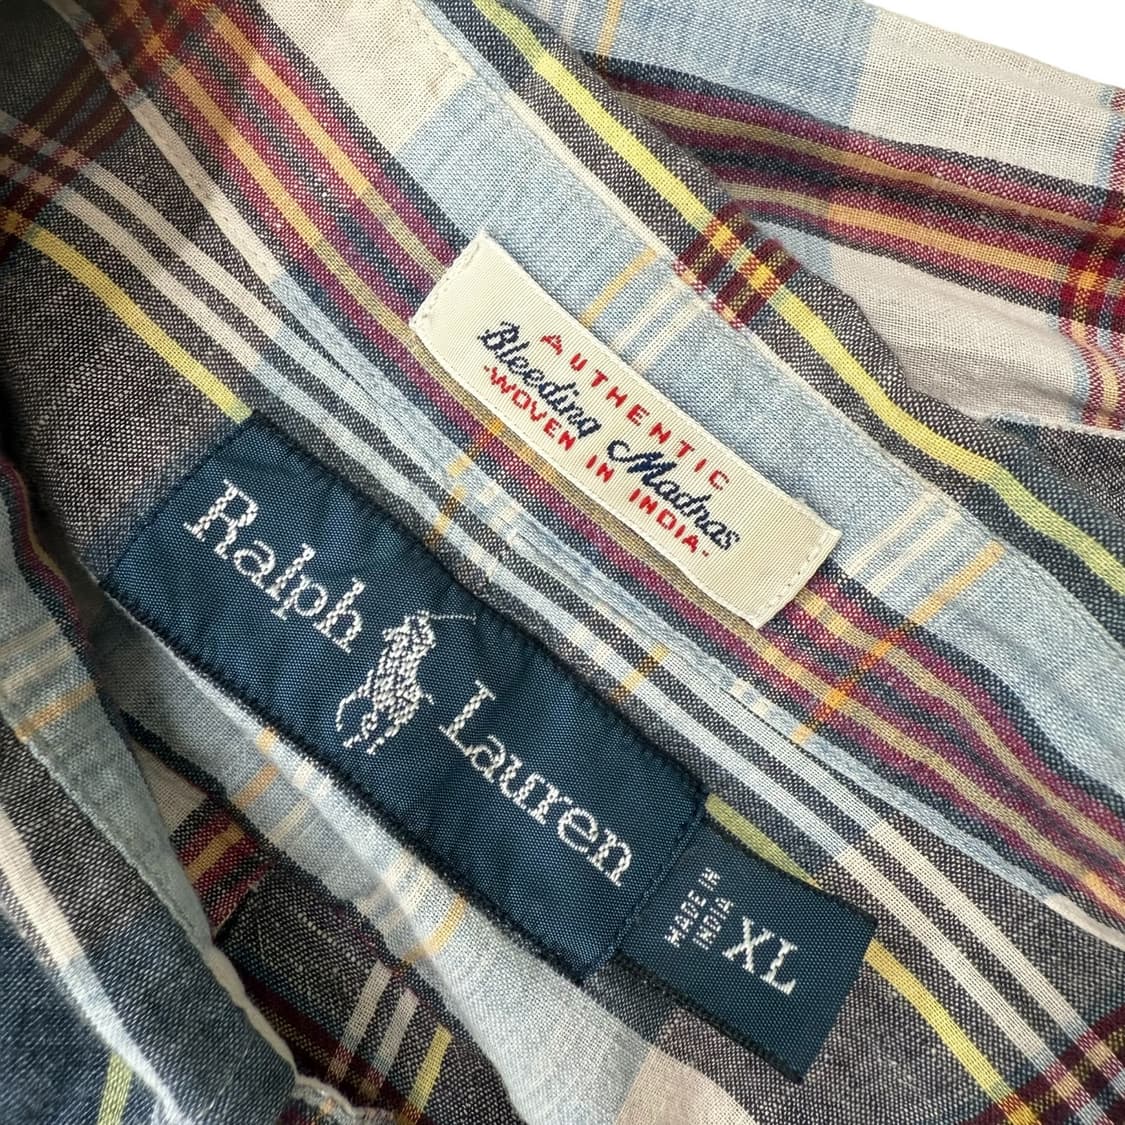 AUTHENTIC
Bleeding Madras
·WOVEN IN INDIA·
Ralph Lauren
MADE IN
INDIA
XL